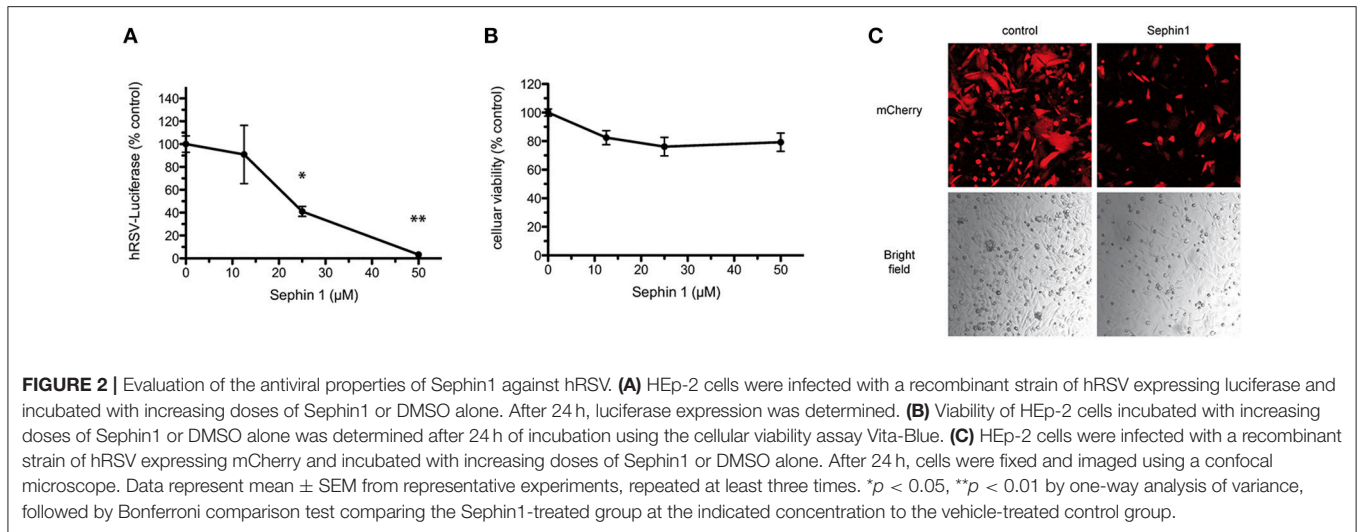 A
hRSV-Luciferase (% control)
140
120
100
80
60
40
20
0
*
**
0 10 20 30 40 50
Sephin 1 (µM)
B
celluar viability (% control)
120
100
80
60
40
20
0
0 10 20 30 40 50
Sephin 1 (µM)
C
control Sephin1
mCherry
Bright
field
FIGURE 2 | Evaluation of the antiviral properties of Sephin1 against hRSV. (A) HEp-2 cells were infected with a recombinant strain of hRSV expressing luciferase and
incubated with increasing doses of Sephin1 or DMSO alone. After 24 h, luciferase expression was determined. (B) Viability of HEp-2 cells incubated with increasing
doses of Sephin1 or DMSO alone was determined after 24 h of incubation using the cellular viability assay Vita-Blue. (C) HEp-2 cells were infected with a recombinant
strain of hRSV expressing mCherry and incubated with increasing doses of Sephin1 or DMSO alone. After 24 h, cells were fixed and imaged using a confocal
microscope. Data represent mean ± SEM from representative experiments, repeated at least three times. *p < 0.05, **p < 0.01 by one-way analysis of variance,
followed by Bonferroni comparison test comparing the Sephin1-treated group at the indicated concentration to the vehicle-treated control group.